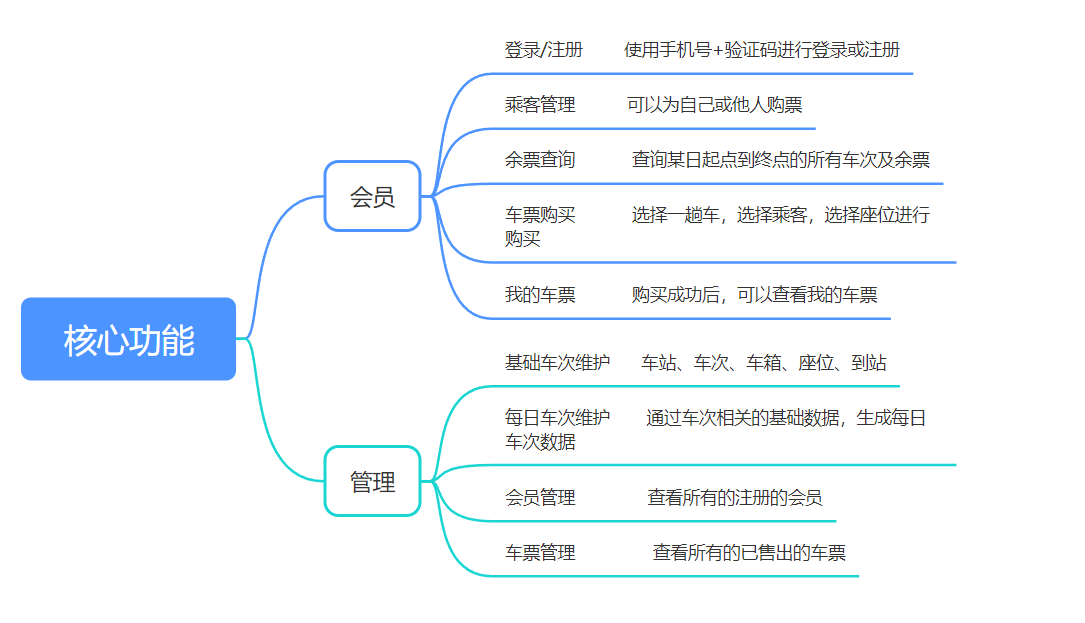 核心功能
会员
登录/注册 使用手机号+验证码进行登录或注册
乘客管理 可以为自己或他人购票
余票查询 查询某日起点到终点的所有车次及余票
车票购买 选择一趟车，选择乘客，选择座位进行
购买
我的车票 购买成功后，可以查看我的车票
管理
基础车次维护 车站、车次、车箱、座位、到站
每日车次维护 通过车次相关的基础数据，生成每日
车次数据
会员管理 查看所有的注册的会员
车票管理 查看所有的已售出的车票